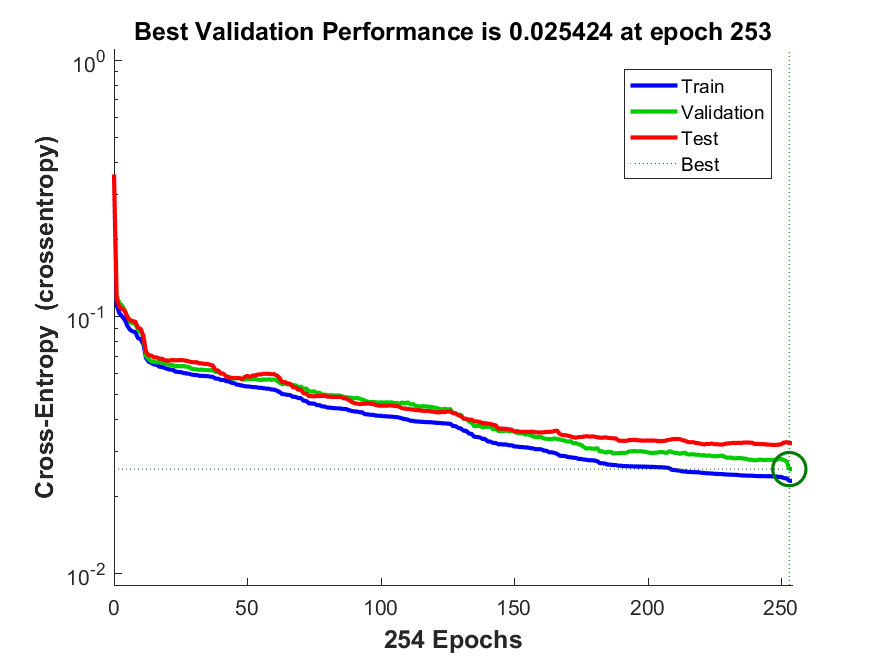 Best Validation Performance is 0.025424 at epoch 253
Cross-Entropy (crossentropy)
10^0
10^-1
10^-2
Train
Validation
Test
Best
0 50 100 150 200 250
254 Epochs